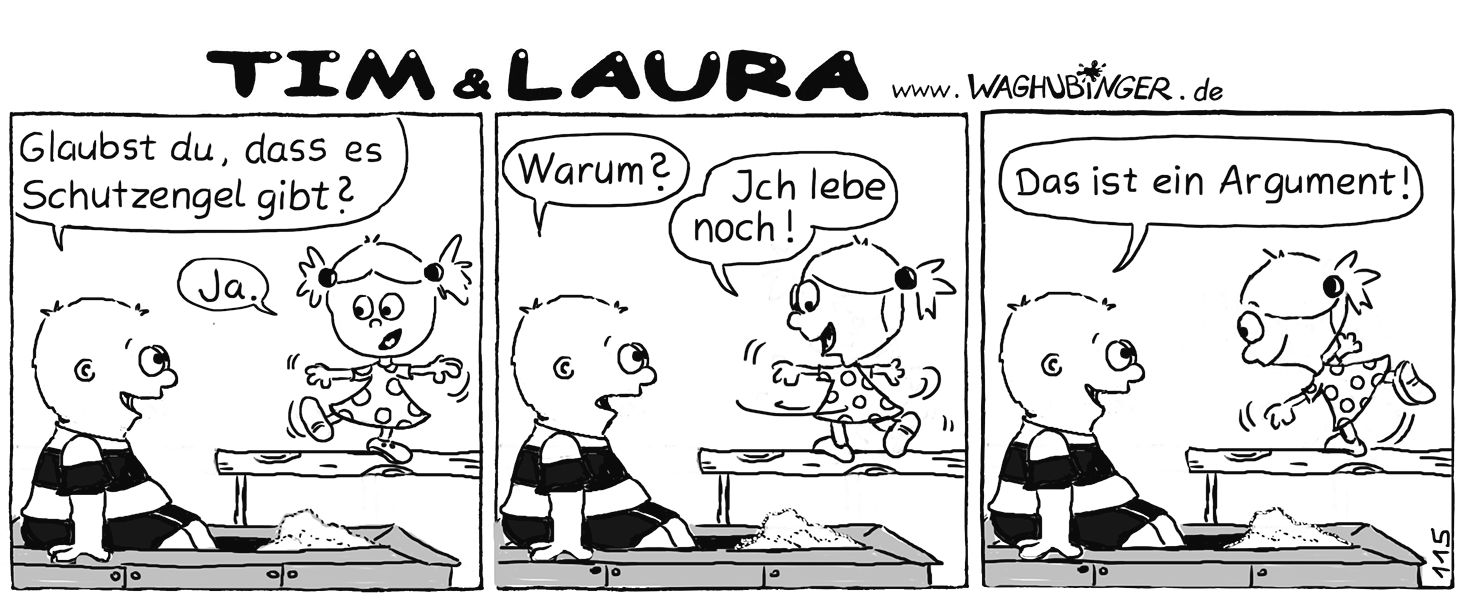 TIM & LAURA www.WAGHUBINGER.de
Glaubst du, dass es
Schutzengel gibt?
Ja.
Warum?
Jch lebe
noch!
Das ist ein Argument!
115